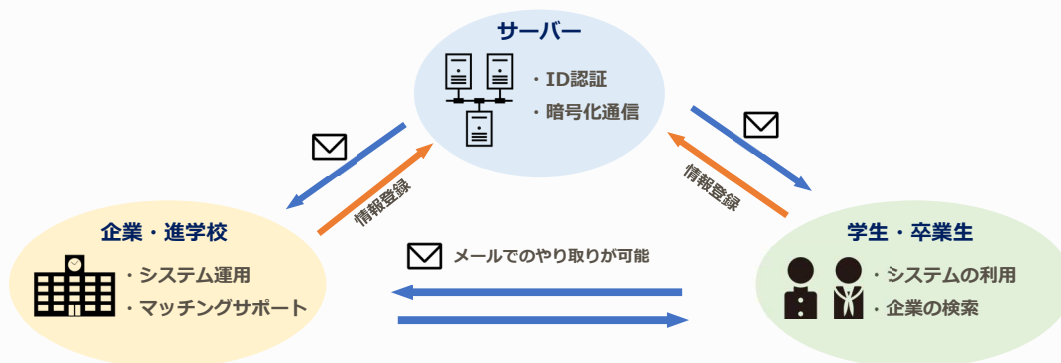 サーバー
・ID認証
・暗号化通信
情報登録
情報登録
企業・進学校
・システム運用
・マッチングサポート
メールでのやり取りが可能
学生・卒業生
・システムの利用
・企業の検索